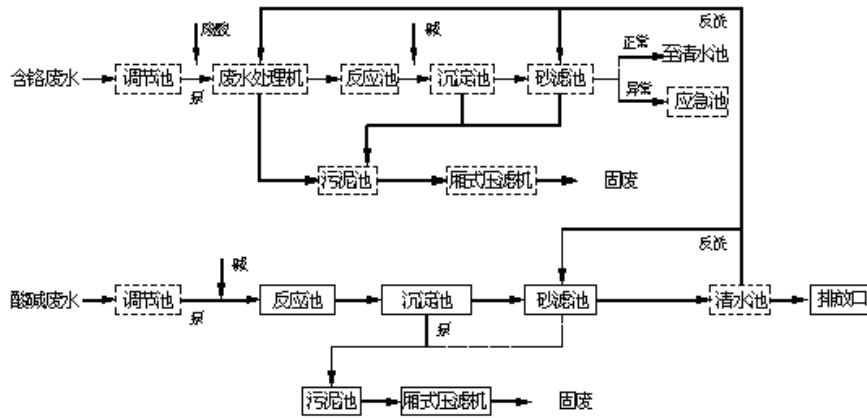 反洗
废酸
碱
正常
至清水池
含铬废水
调节池
泵
废水处理机
反应池
沉淀池
砂滤池
异常
应急池
污泥池
厢式压滤机
固废
反洗
碱
酸碱废水
调节池
泵
反应池
沉淀池
砂滤池
清水池
排放口
泵
污泥池
厢式压滤机
固废